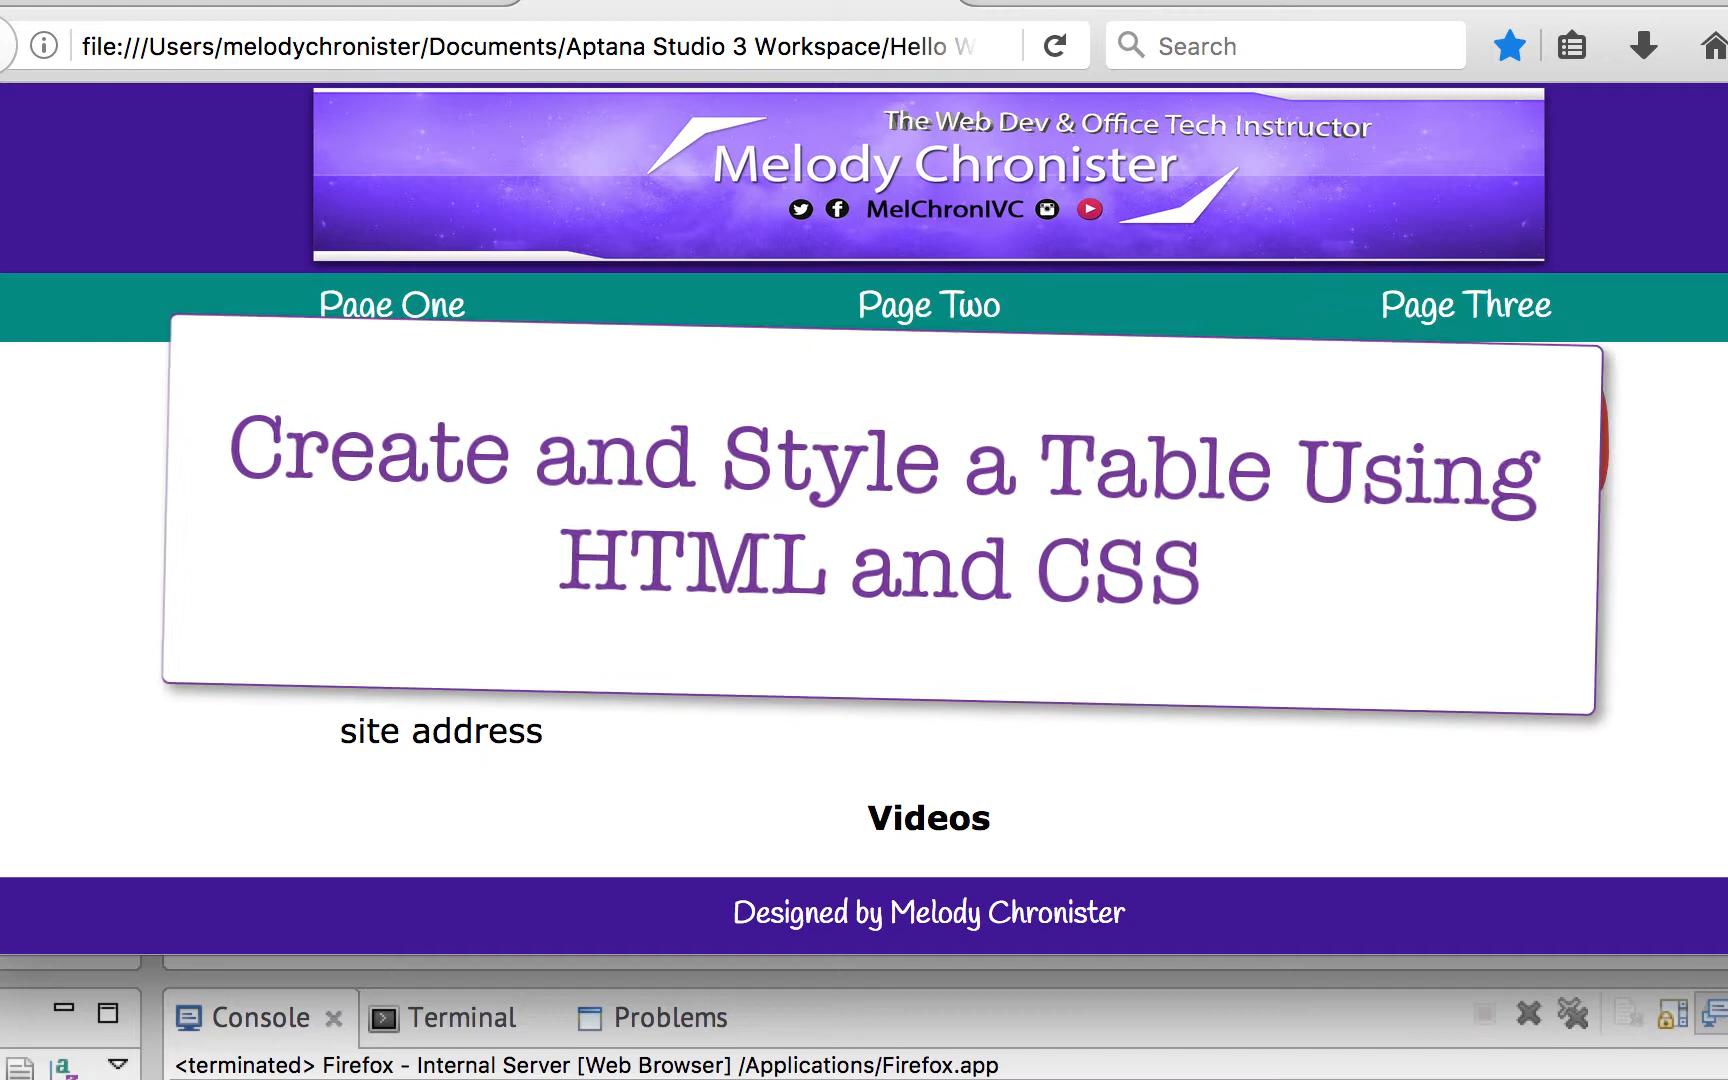 file:///Users/melodychronister/Documents/Aptana Studio 3 Workspace/Hello W
Search
The Web Dev & Office Tech Instructor
Melody Chronister
MelChronIVC
Page One
Page Two
Page Three
Create and Style a Table Using
HTML and CSS
site address
Videos
Designed by Melody Chronister
Console
Terminal
Problems
<terminated> Firefox - Internal Server [Web Browser] /Applications/Firefox.app